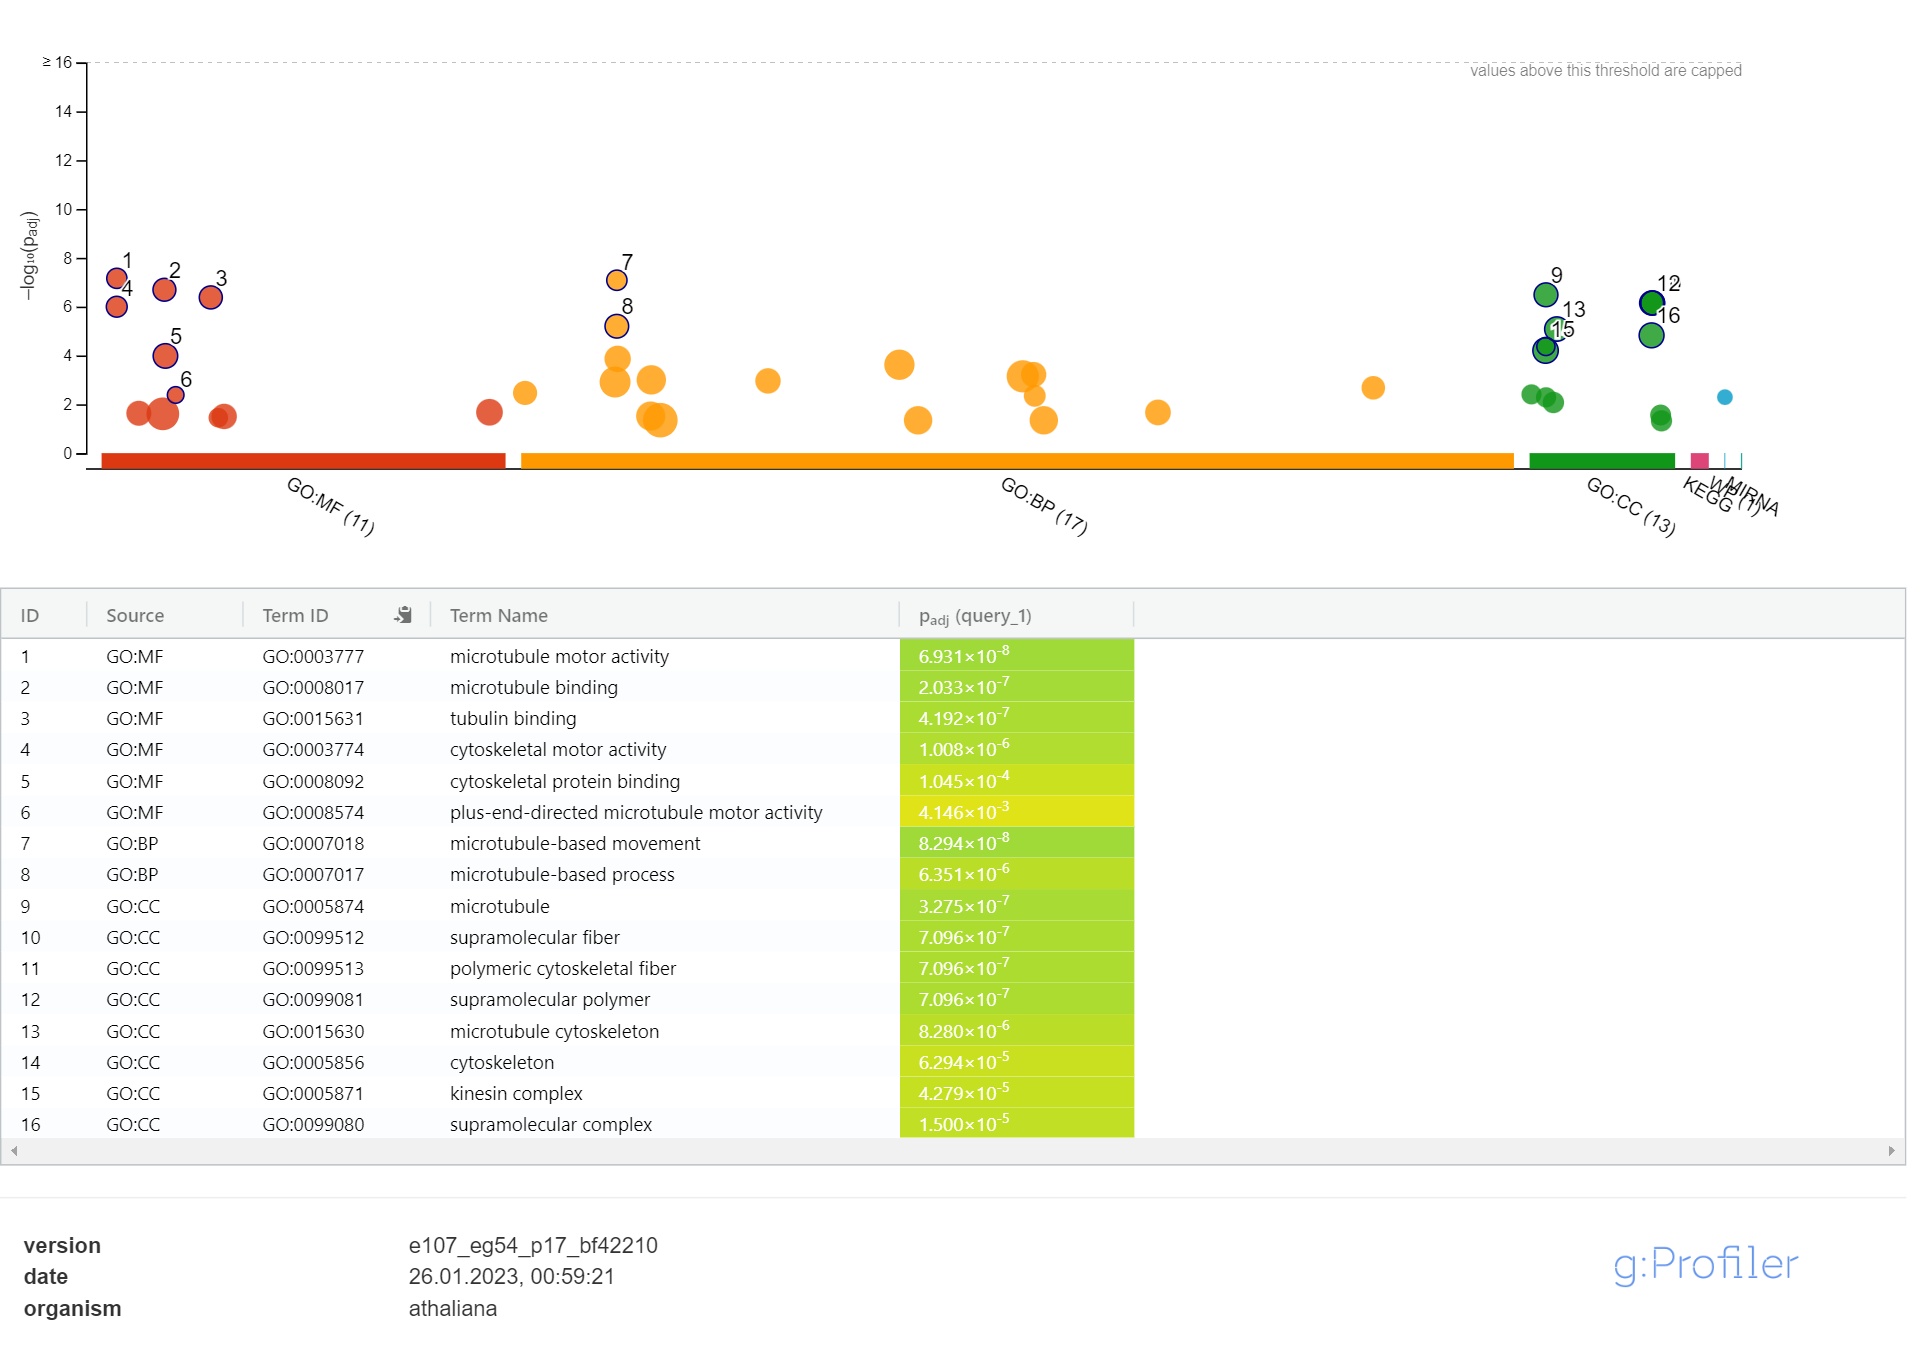 ≥ 16
values above this threshold are capped
14
12
10
8
6
4
2
0
–log₁₀(padj)
1
2
3
4
5
6
7
8
9
12
13
15
16
GO:MF (11)
GO:BP (17)
GO:CC (13)
KEGG
WP (1)
MIRNA
ID Source Term ID Term Name padj (query_1)
1 GO:MF GO:0003777 microtubule motor activity 6.931×10⁻⁸
2 GO:MF GO:0008017 microtubule binding 2.033×10⁻⁷
3 GO:MF GO:0015631 tubulin binding 4.192×10⁻⁷
4 GO:MF GO:0003774 cytoskeletal motor activity 1.008×10⁻⁶
5 GO:MF GO:0008092 cytoskeletal protein binding 1.045×10⁻⁴
6 GO:MF GO:0008574 plus-end-directed microtubule motor activity 4.146×10⁻³
7 GO:BP GO:0007018 microtubule-based movement 8.294×10⁻⁸
8 GO:BP GO:0007017 microtubule-based process 6.351×10⁻⁶
9 GO:CC GO:0005874 microtubule 3.275×10⁻⁷
10 GO:CC GO:0099512 supramolecular fiber 7.096×10⁻⁷
11 GO:CC GO:0099513 polymeric cytoskeletal fiber 7.096×10⁻⁷
12 GO:CC GO:0099081 supramolecular polymer 7.096×10⁻⁷
13 GO:CC GO:0015630 microtubule cytoskeleton 8.280×10⁻⁶
14 GO:CC GO:0005856 cytoskeleton 6.294×10⁻⁵
15 GO:CC GO:0005871 kinesin complex 4.279×10⁻⁵
16 GO:CC GO:0099080 supramolecular complex 1.500×10⁻⁵
version e107_eg54_p17_bf42210
date 26.01.2023, 00:59:21
organism athaliana
g:Profiler